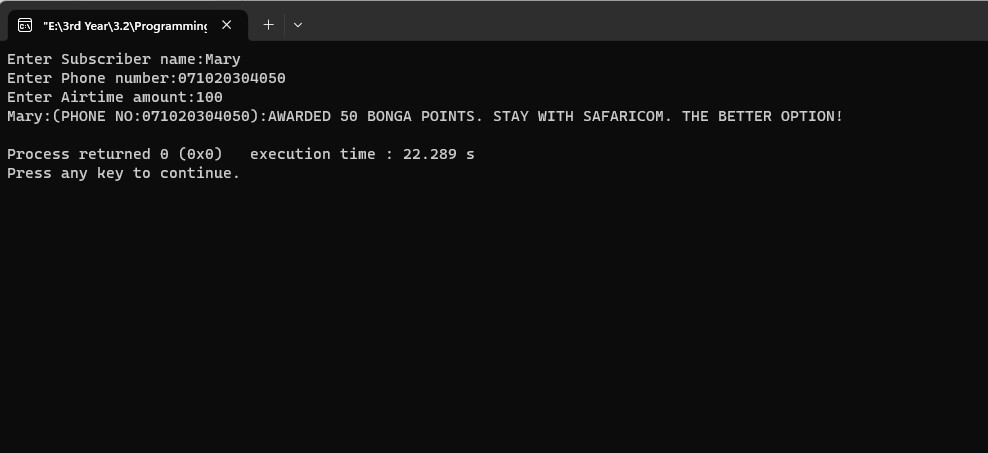 "E:\3rd Year\3.2\Programming
Enter Subscriber name:Mary
Enter Phone number:071020304050
Enter Airtime amount:100
Mary:(PHONE NO:071020304050):AWARDED 50 BONGA POINTS. STAY WITH SAFARICOM. THE BETTER OPTION!
Process returned 0 (0x0)   execution time : 22.289 s
Press any key to continue.